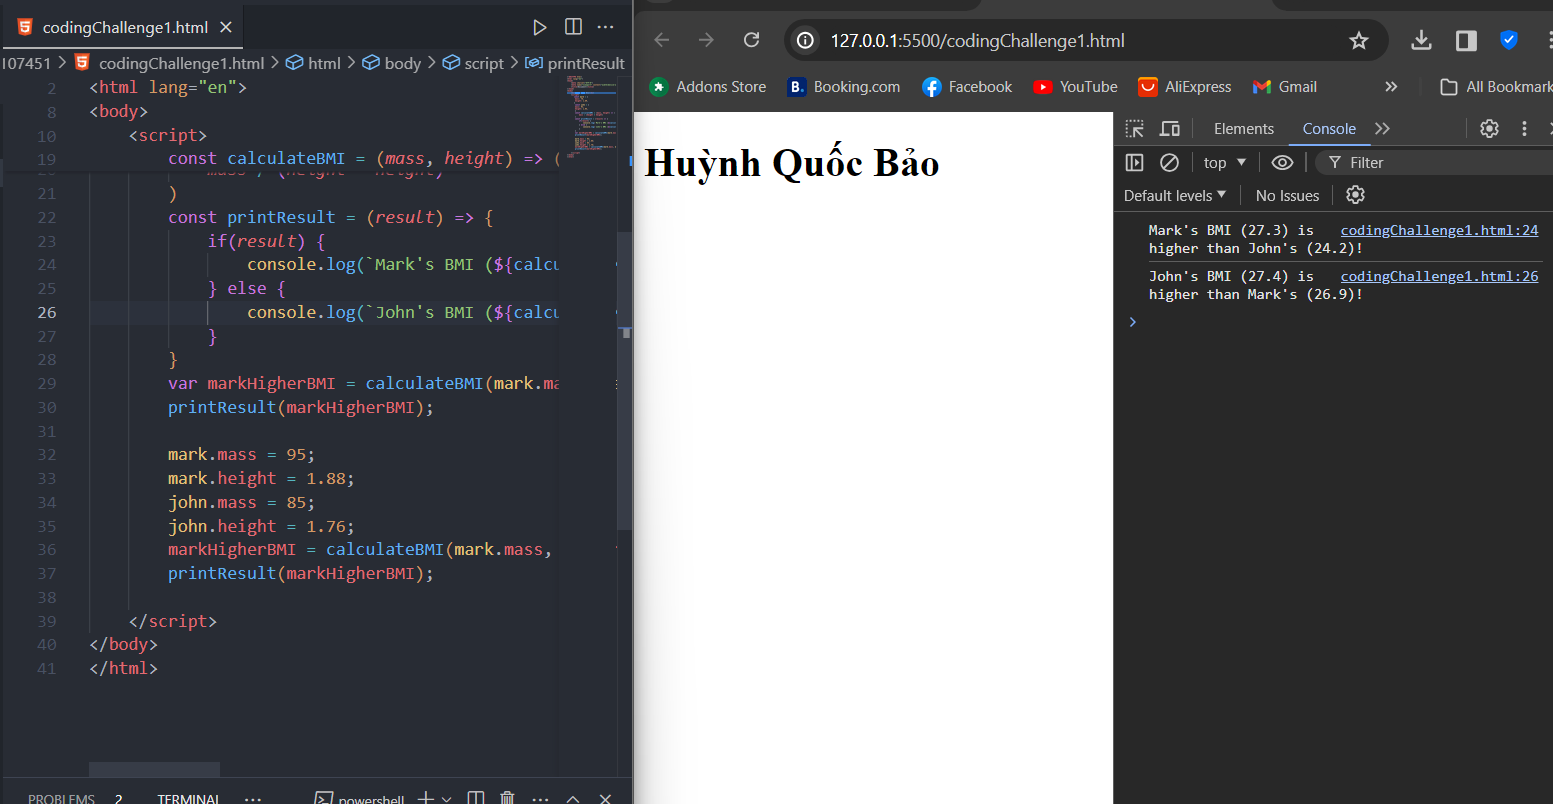 codingChallenge1.html
107451 > codingChallenge1.html > html > body > script > printResult
2 <html lang="en">
8 <body>
10 <script>
19 const calculateBMI = (mass, height) => (
21 )
22 const printResult = (result) => {
23 if(result) {
24 console.log(`Mark's BMI (${calcu
25 } else {
26 console.log(`John's BMI (${calcu
27 }
28 }
29 var markHigherBMI = calculateBMI(mark.ma
30 printResult(markHigherBMI);
31
32 mark.mass = 95;
33 mark.height = 1.88;
34 john.mass = 85;
35 john.height = 1.76;
36 markHigherBMI = calculateBMI(mark.mass,
37 printResult(markHigherBMI);
38
39 </script>
40 </body>
41 </html>
PROBLEMS 2 TERMINAL ... powershell
127.0.0.1:5500/codingChallenge1.html
Addons Store B. Booking.com Facebook YouTube AliExpress Gmail » All Bookmark
Huỳnh Quốc Bảo
Elements Console
top Filter
Default levels No Issues
Mark's BMI (27.3) is codingChallenge1.html:24
higher than John's (24.2)!
John's BMI (27.4) is codingChallenge1.html:26
higher than Mark's (26.9)!